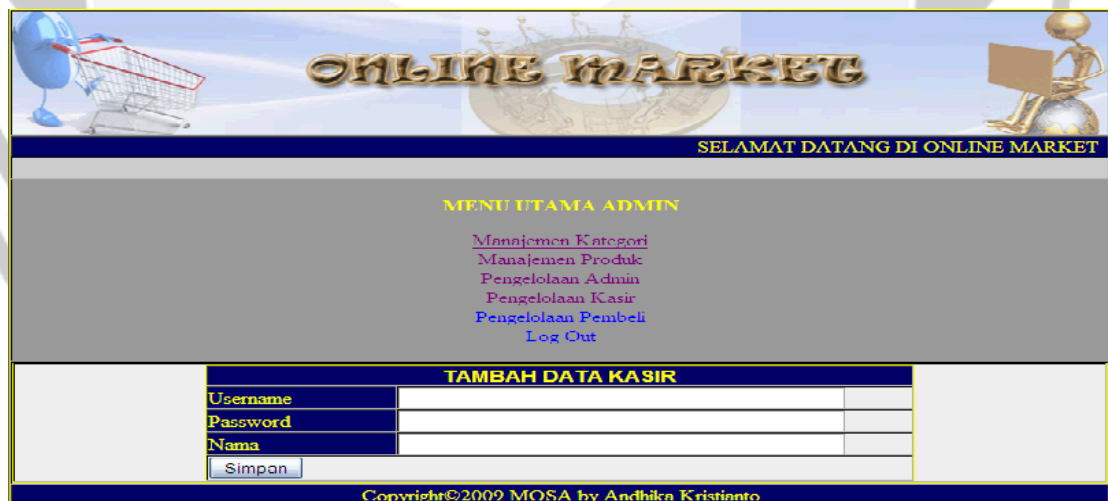 ONLINE MARKET
SELAMAT DATANG DI ONLINE MARKET
MENU UTAMA ADMIN
Manajemen Kategori
Manajemen Produk
Pengelolaan Admin
Pengelolaan Kasir
Pengelolaan Pembeli
Log Out
TAMBAH DATA KASIR
Username
Password
Nama
Simpan
Copyright©2009 MOSA by Andhika Kristianto